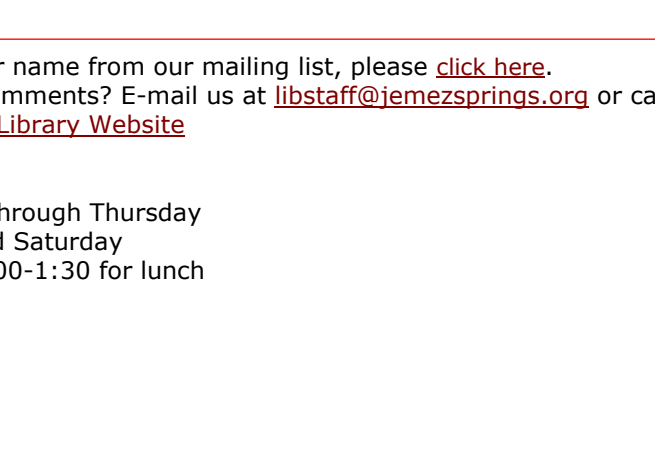 r name from our mailing list, please click here.
mments? E-mail us at libstaff@jemezsprings.org or ca
Library Website
hrough Thursday
d Saturday
00-1:30 for lunch